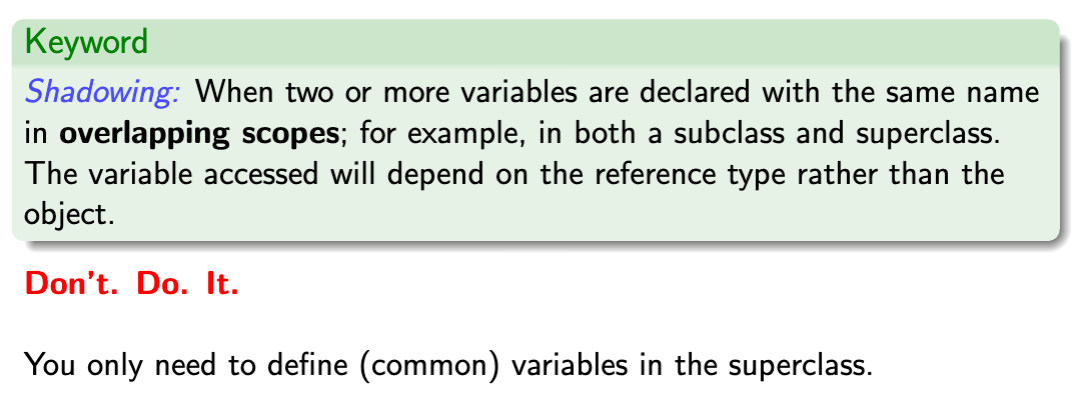 Keyword
Shadowing: When two or more variables are declared with the same name
in overlapping scopes; for example, in both a subclass and superclass.
The variable accessed will depend on the reference type rather than the
object.
Don't. Do. It.
You only need to define (common) variables in the superclass.